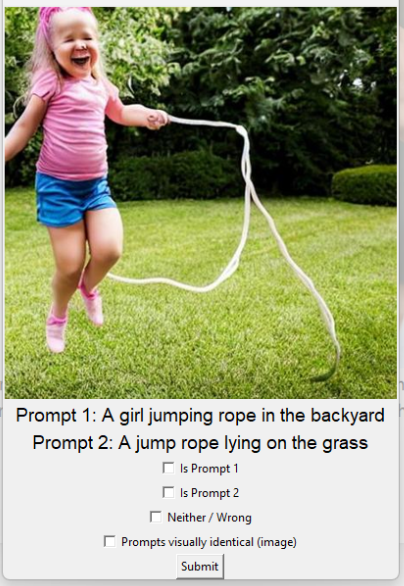 Prompt 1: A girl jumping rope in the backyard
Prompt 2: A jump rope lying on the grass
Is Prompt 1
Is Prompt 2
Neither / Wrong
Prompts visually identical (image)
Submit